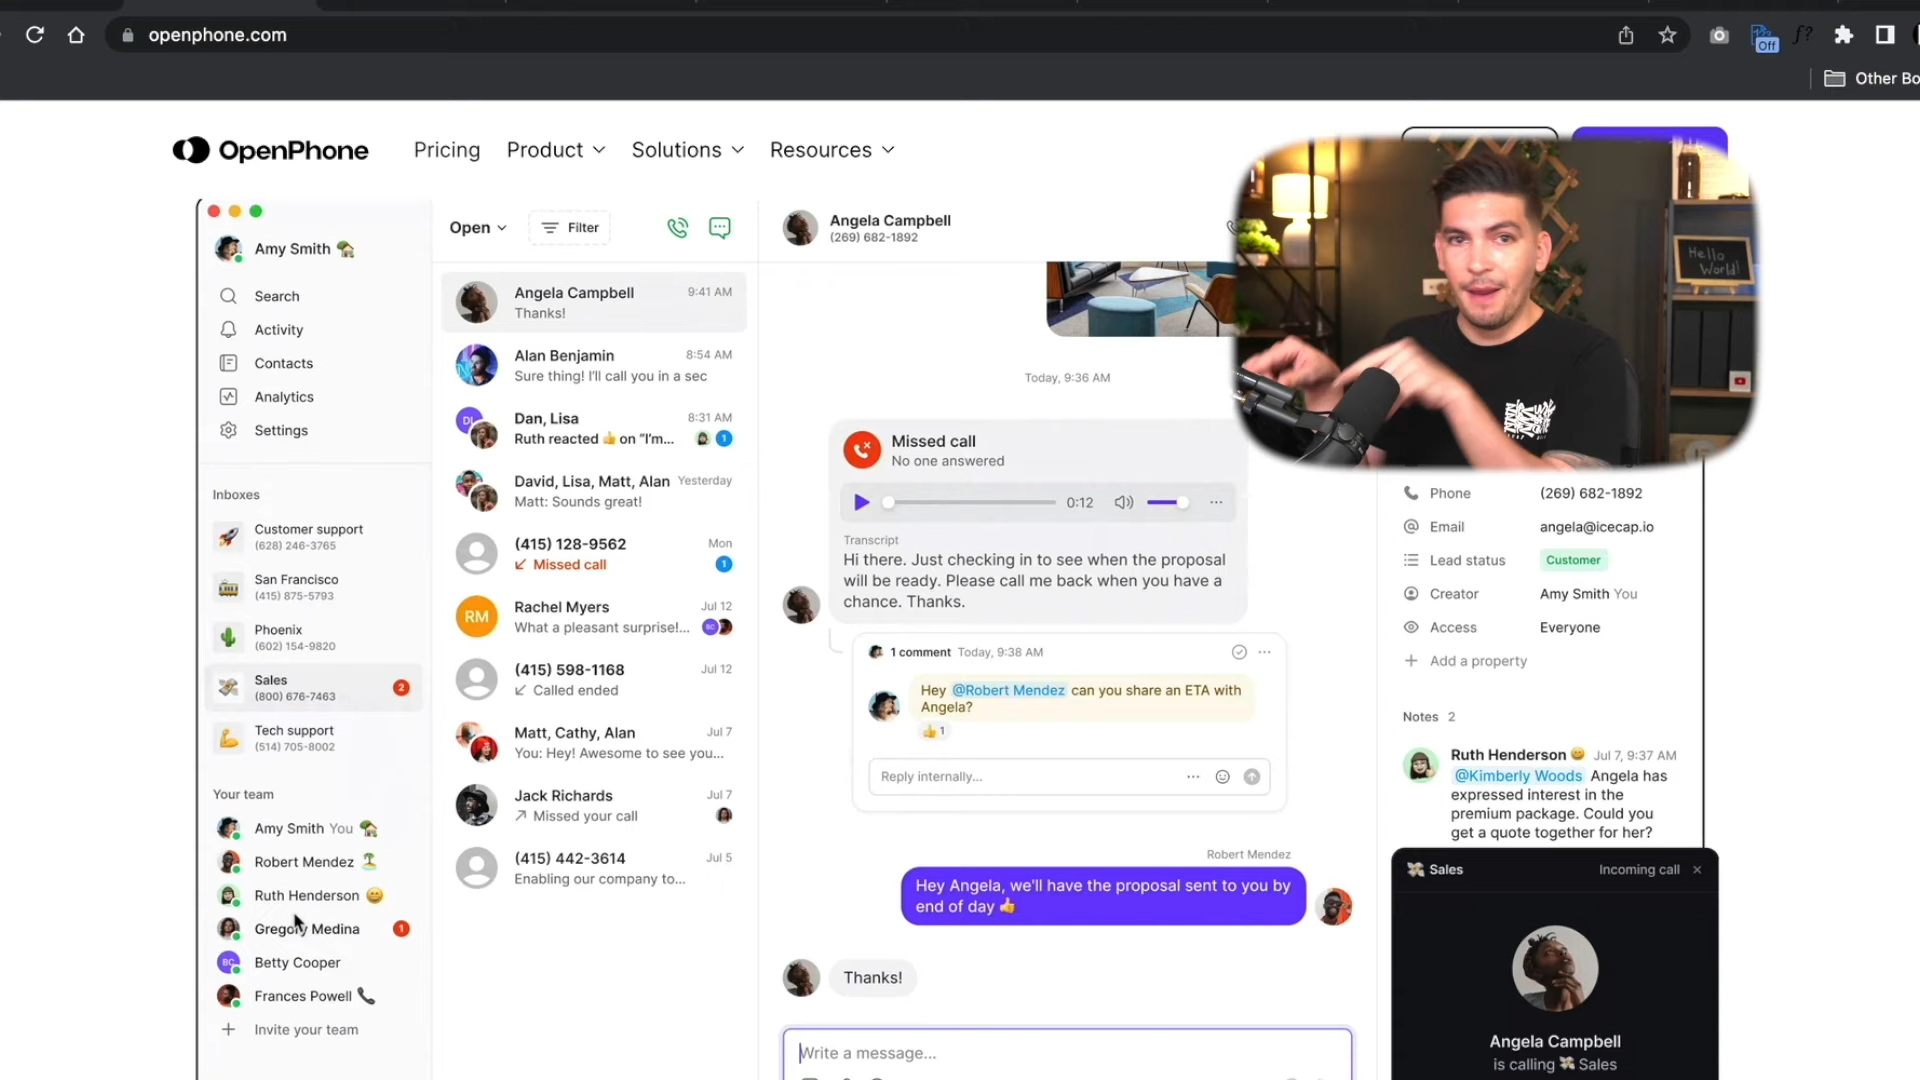 openphone.com
Off
f?
Other Bo
OpenPhone
Pricing
Product
Solutions
Resources
Amy Smith
Search
Activity
Contacts
Analytics
Settings
Inboxes
Customer support
(628) 246-3765
San Francisco
(415) 875-5793
Phoenix
(602) 154-9820
Sales
(800) 676-7463
2
Tech support
(514) 705-8002
Your team
Amy Smith You
Robert Mendez
Ruth Henderson
Gregory Medina
1
BC
Betty Cooper
Frances Powell
Invite your team
Open
Filter
Angela Campbell 9:41 AM
Thanks!
Alan Benjamin 8:54 AM
Sure thing! I'll call you in a sec
DL
Dan, Lisa 8:31 AM
Ruth reacted 👍 on "I'm... 1
David, Lisa, Matt, Alan Yesterday
Matt: Sounds great!
(415) 128-9562 Mon
Missed call 1
RM
Rachel Myers Jul 12
What a pleasant surprise!... BC
(415) 598-1168 Jul 12
Called ended
Matt, Cathy, Alan Jul 7
You: Hey! Awesome to see you...
Jack Richards Jul 7
Missed your call
(415) 442-3614 Jul 5
Enabling our company to...
Angela Campbell
(269) 682-1892
Today, 9:36 AM
Missed call
No one answered
0:12
Transcript
Hi there. Just checking in to see when the proposal
will be ready. Please call me back when you have a
chance. Thanks.
1 comment Today, 9:38 AM
Hey @Robert Mendez can you share an ETA with
Angela?
👍 1
Reply internally...
Robert Mendez
Hey Angela, we'll have the proposal sent to you by
end of day 👍
Thanks!
Write a message...
Hello
World!
Phone (269) 682-1892
Email angela@icecap.io
Lead status Customer
Creator Amy Smith You
Access Everyone
Add a property
Notes 2
Ruth Henderson 😄 Jul 7, 9:37 AM
@Kimberly Woods Angela has
expressed interest in the
premium package. Could you
get a quote together for her?
Sales Incoming call
Angela Campbell
is calling 💸 Sales